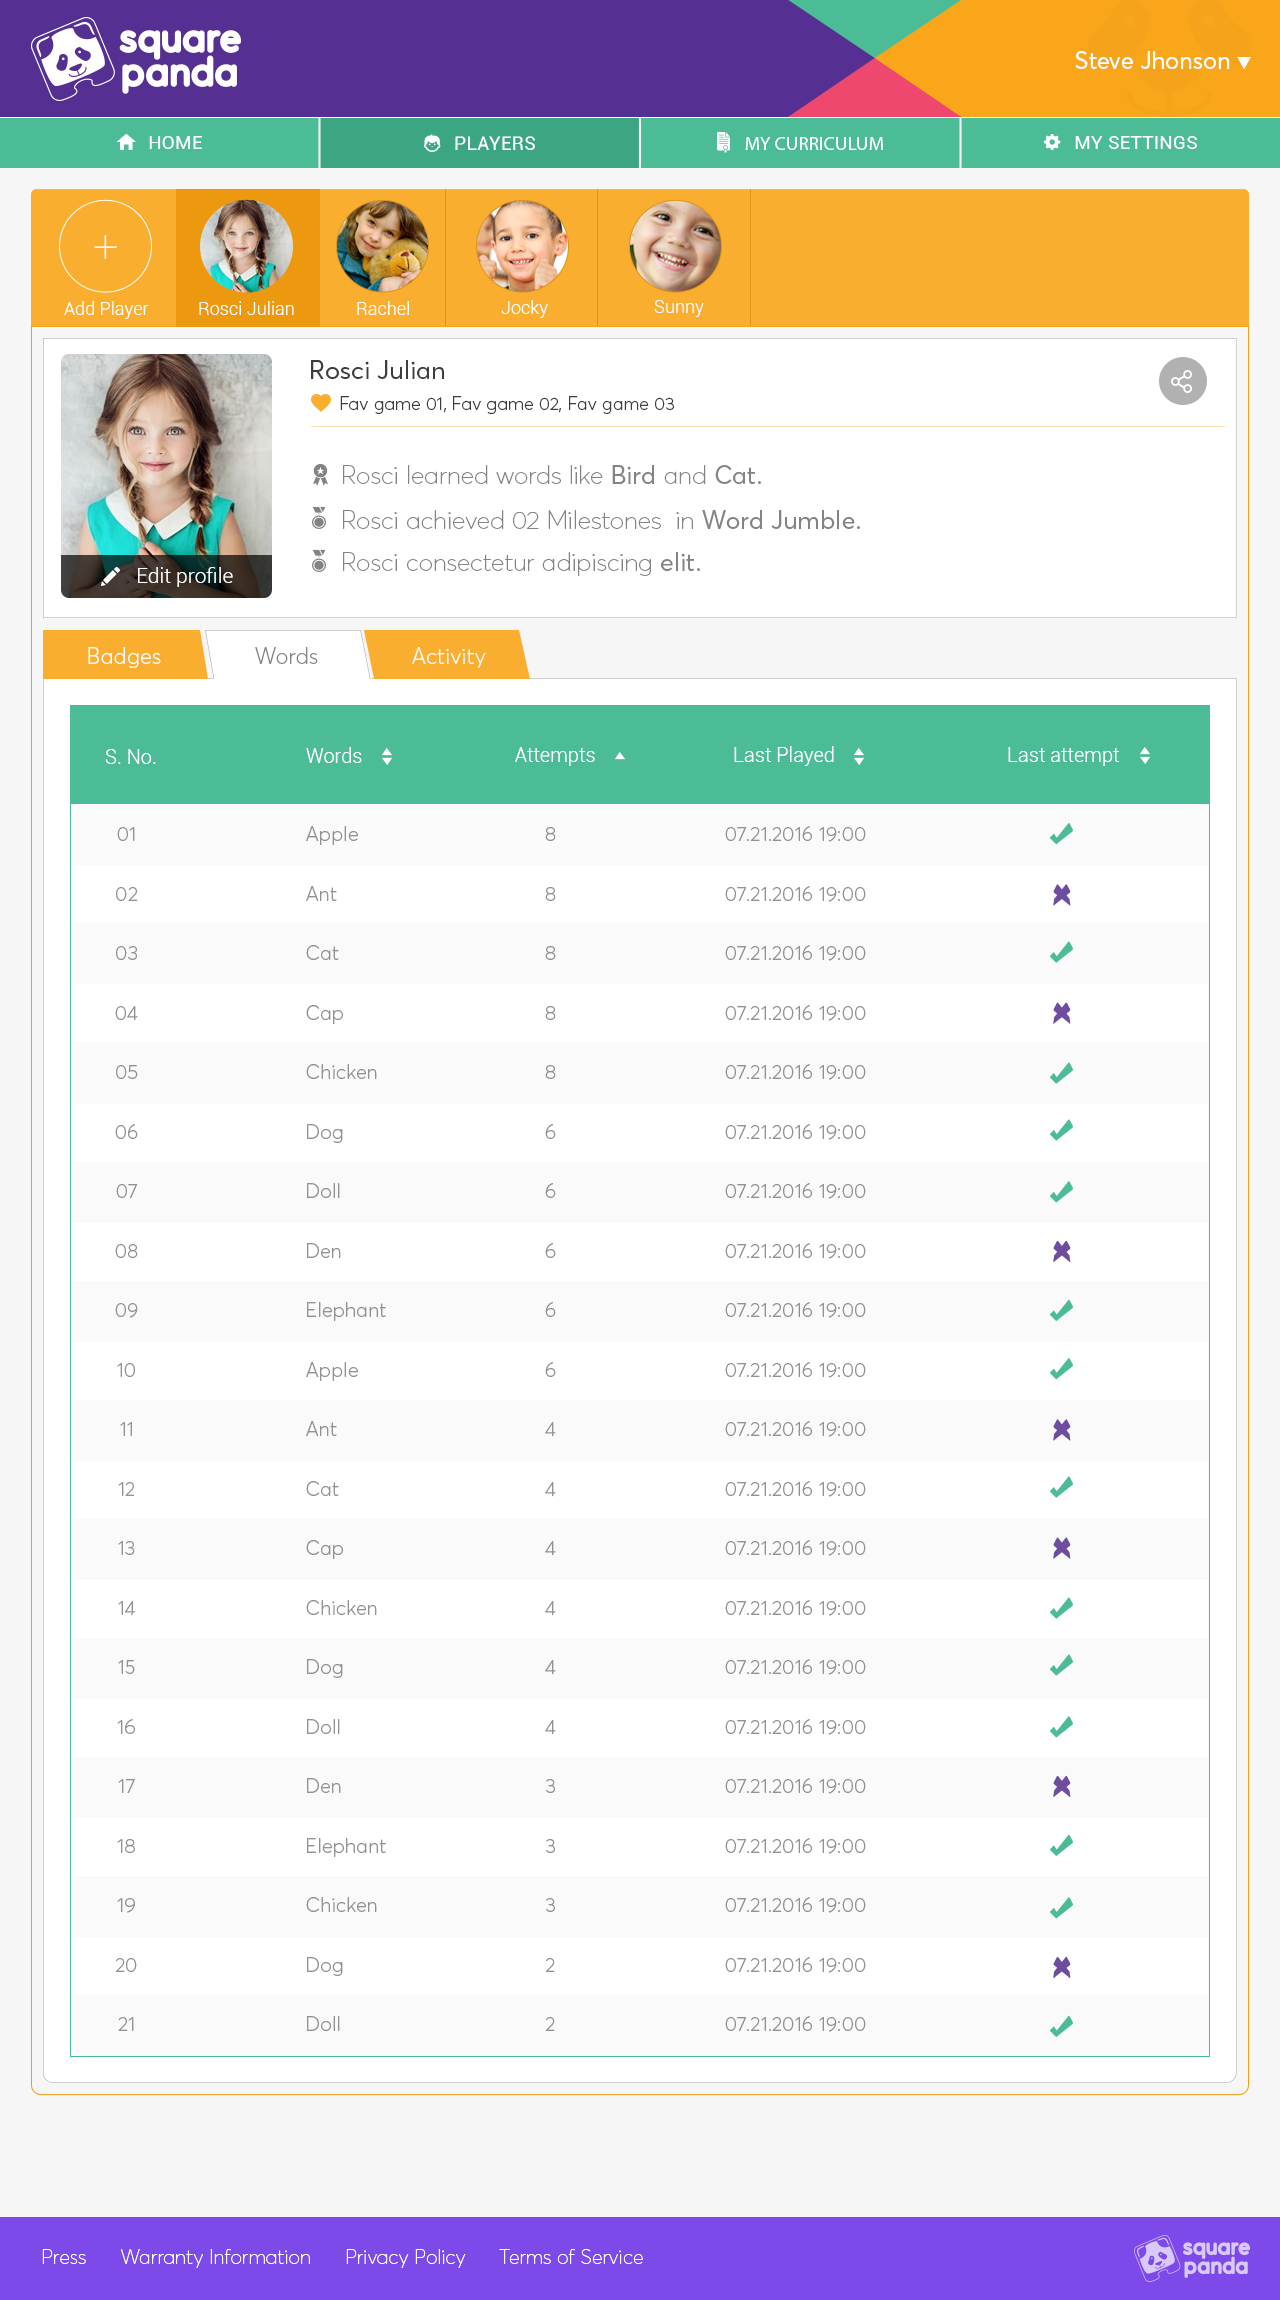 square
panda
Steve Jhonson ▾
HOME
PLAYERS
MY CURRICULUM
MY SETTINGS
Add Player
Rosci Julian
Rachel
Jocky
Sunny
Rosci Julian
Fav game 01, Fav game 02, Fav game 03
Rosci learned words like Bird and Cat.
Rosci achieved 02 Milestones in Word Jumble.
Rosci consectetur adipiscing elit.
Edit profile
Badges
Words
Activity
S. No. Words Attempts Last Played Last attempt
01 Apple 8 07.21.2016 19:00
02 Ant 8 07.21.2016 19:00
03 Cat 8 07.21.2016 19:00
04 Cap 8 07.21.2016 19:00
05 Chicken 8 07.21.2016 19:00
06 Dog 6 07.21.2016 19:00
07 Doll 6 07.21.2016 19:00
08 Den 6 07.21.2016 19:00
09 Elephant 6 07.21.2016 19:00
10 Apple 6 07.21.2016 19:00
11 Ant 4 07.21.2016 19:00
12 Cat 4 07.21.2016 19:00
13 Cap 4 07.21.2016 19:00
14 Chicken 4 07.21.2016 19:00
15 Dog 4 07.21.2016 19:00
16 Doll 4 07.21.2016 19:00
17 Den 3 07.21.2016 19:00
18 Elephant 3 07.21.2016 19:00
19 Chicken 3 07.21.2016 19:00
20 Dog 2 07.21.2016 19:00
21 Doll 2 07.21.2016 19:00
Press Warranty Information Privacy Policy Terms of Service
square
panda